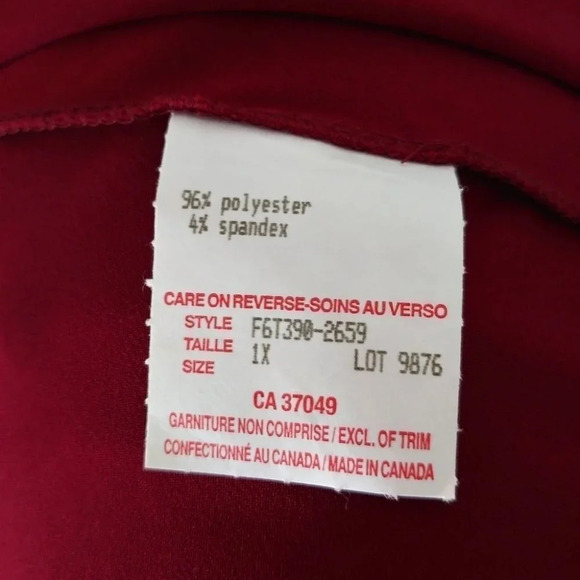 96% polyester
4% spandex
CARE ON REVERSE-SOINS AU VERSO
STYLE F6T390-2659
TAILLE 1X LOT 9876
SIZE
CA 37049
GARNITURE NON COMPRISE / EXCL. OF TRIM
CONFECTIONNÉ AU CANADA / MADE IN CANADA